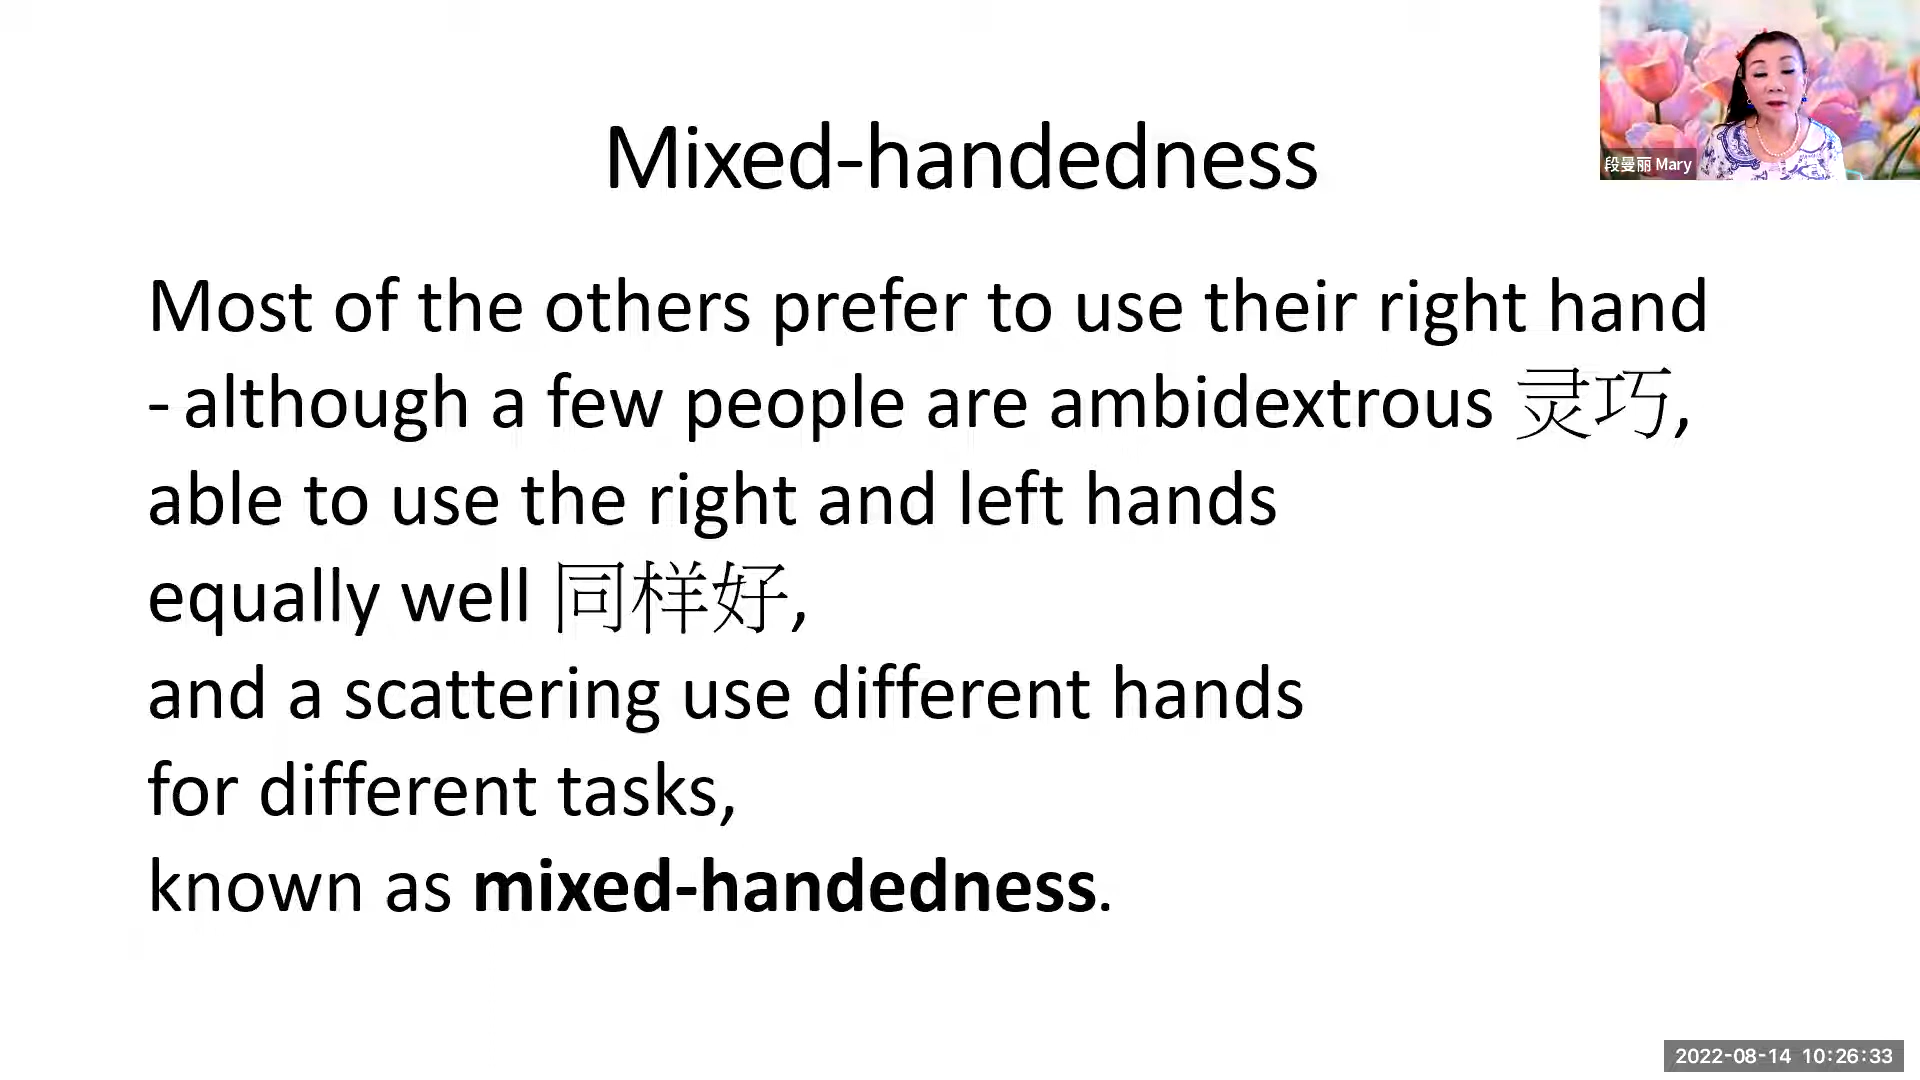 Mixed-handedness
段曼丽 Mary
Most of the others prefer to use their right hand
- although a few people are ambidextrous 灵巧,
able to use the right and left hands
equally well 同样好,
and a scattering use different hands
for different tasks,
known as mixed-handedness.
2022-08-14 10:26:33